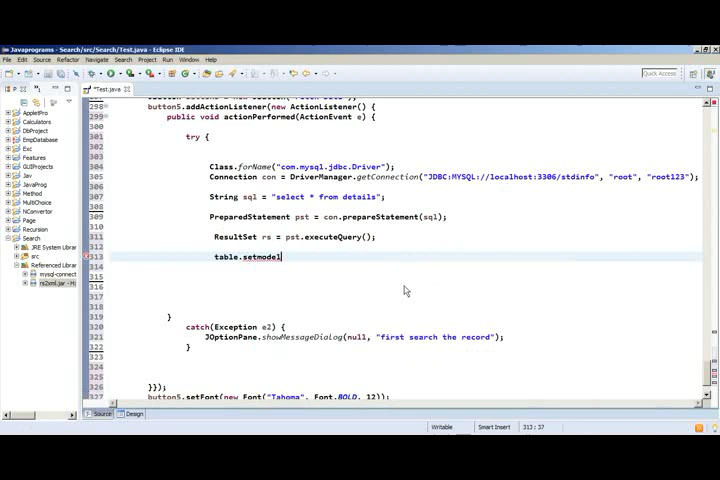 Javaprograms - Search/src/Search/Test.java - Eclipse IDE
File Edit Source Refactor Navigate Search Project Run Window Help
Quick Access
P
*Test.java
AppletPro
Calculators
DbProject
EmpDatabase
Exc
Features
GUIProjects
Jav
JavaProg
MultiChoice
NConvertor
Page
Recursion
Search
JRE System Librar
src
Referenced Librar
mysql-connect
rs2xml.jar - H:\
298 button5.addActionListener(new ActionListener() {
299 public void actionPerformed(ActionEvent e) {
300
301 try {
302
303
304 Class.forName("com.mysql.jdbc.Driver");
305 Connection con = DriverManager.getConnection("JDBC:MYSQL://localhost:3306/stdinfo", "root", "root123");
306
307 String sql = "select * from details";
308
309 PreparedStatement pst = con.prepareStatement(sql);
310
311 ResultSet rs = pst.executeQuery();
312
313 table.setmodel
314
315
316
317
318
319 }
320 catch(Exception e2) {
321 JOptionPane.showMessageDialog(null, "first search the record");
322 }
323
324
325
326 }});
327 button5.setFont(new Font("Tahoma", Font.BOLD, 12));
Source Design
Writable Smart Insert 313 : 37